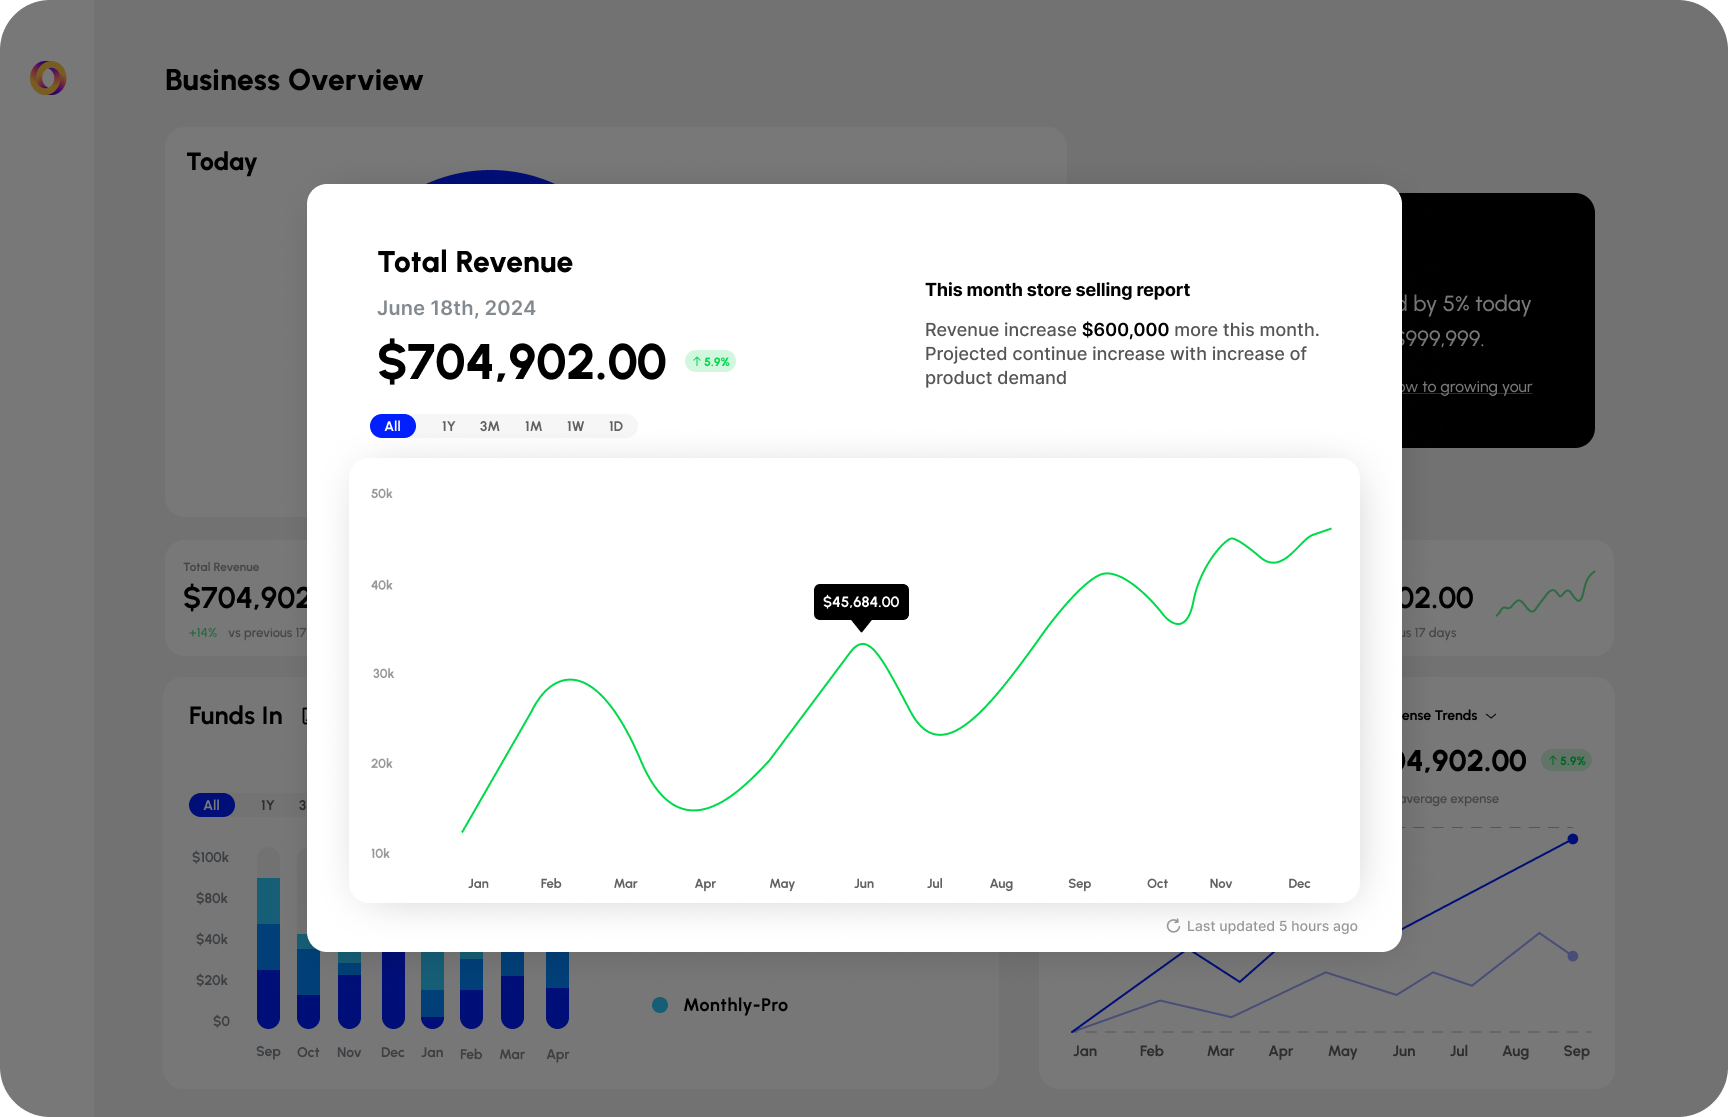 Business Overview
Today
Total Revenue
June 18th, 2024
$704,902.00
↑ 5.9%
This month store selling report
Revenue increase $600,000 more this month.
Projected continue increase with increase of
product demand
All 1Y 3M 1M 1W 1D
50k
40k
30k
20k
10k
$45,684.00
Jan Feb Mar Apr May Jun Jul Aug Sep Oct Nov Dec
Last updated 5 hours ago
by 5% today
$999,999.
to growing your
Total Revenue
$704,902
+14% vs previous 17
02.00
17 days
Funds In
All 1Y 3
$100k
$80k
$40k
$20k
$0
Sep Oct Nov Dec Jan Feb Mar Apr
Monthly-Pro
Trends
04,902.00
↑ 5.9%
average expense
Jan Feb Mar Apr May Jun Jul Aug Sep